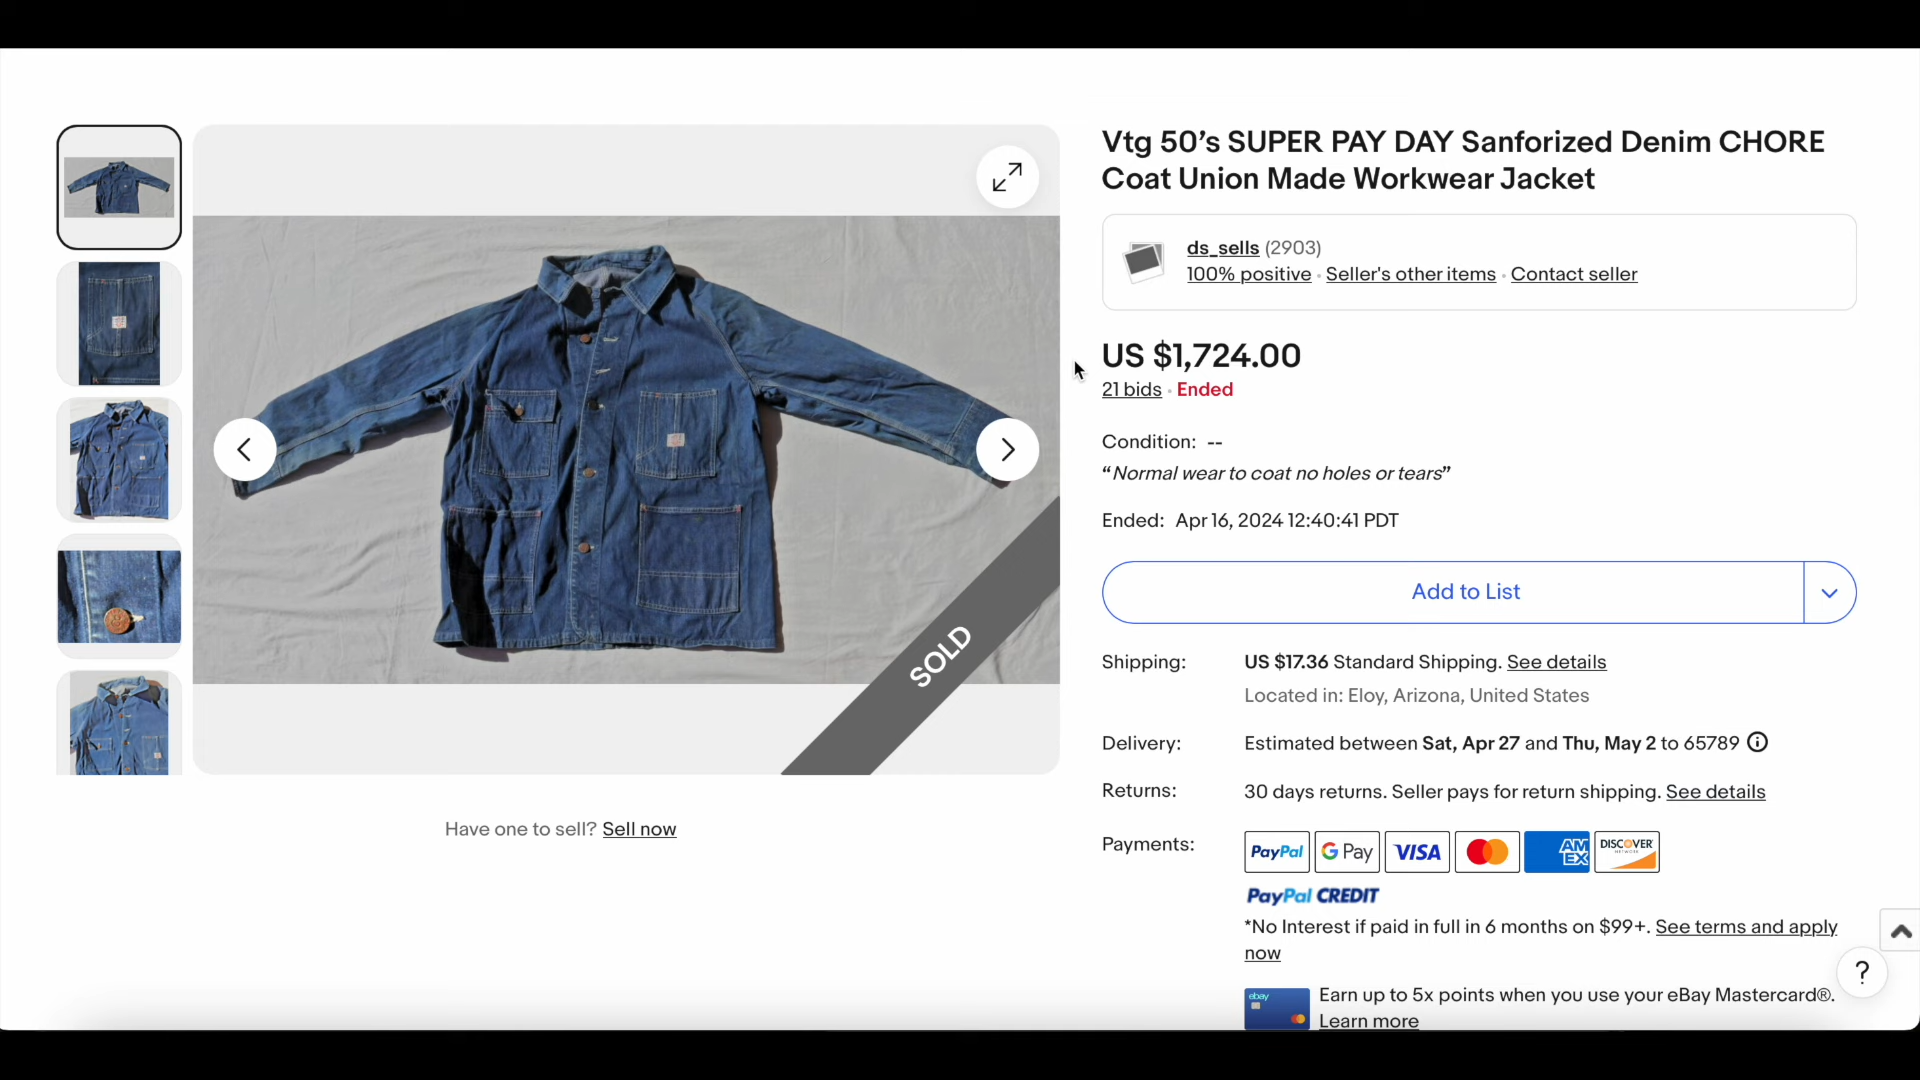 Vtg 50’s SUPER PAY DAY Sanforized Denim CHORE
Coat Union Made Workwear Jacket
ds_sells (2903)
100% positive · Seller's other items · Contact seller
US $1,724.00
21 bids · Ended
Condition: --
“Normal wear to coat no holes or tears”
Ended: Apr 16, 2024 12:40:41 PDT
Add to List
SOLD
Shipping: US $17.36 Standard Shipping. See details
Located in: Eloy, Arizona, United States
Delivery: Estimated between Sat, Apr 27 and Thu, May 2 to 65789
Returns: 30 days returns. Seller pays for return shipping. See details
Have one to sell? Sell now
Payments: PayPal G Pay VISA AM EX DISCOVER
PayPal CREDIT
*No Interest if paid in full in 6 months on $99+. See terms and apply
now
?
ebay
Earn up to 5x points when you use your eBay Mastercard®.
Learn more